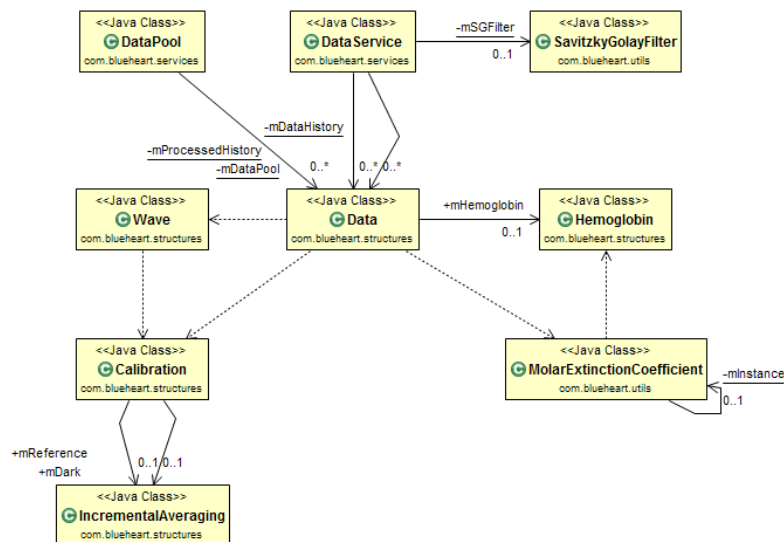 <<Java Class>>
DataPool
com.blueheart.services
<<Java Class>>
DataService
com.blueheart.services
-mSGFilter
0..1
<<Java Class>>
SavitzkyGolayFilter
com.blueheart.utils
-mDataHistory
-mProcessedHistory
-mDataPool
0..*
0..*
0..*
<<Java Class>>
Wave
com.blueheart.structures
<<Java Class>>
Data
com.blueheart.structures
+mHemoglobin
0..1
<<Java Class>>
Hemoglobin
com.blueheart.structures
<<Java Class>>
Calibration
com.blueheart.structures
<<Java Class>>
MolarExtinctionCoefficient
com.blueheart.utils
-mInstance
0..1
+mReference
+mDark
0..1
0..1
<<Java Class>>
IncrementalAveraging
com.blueheart.structures